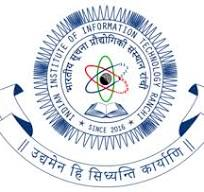 INDIAN INSTITUTE OF INFORMATION TECHNOLOGY RANCHI
भारतीय सूचना प्रौद्योगिकी संस्थान रांची
* SINCE 2016 *
॥ उद्यमेन हि सिध्यन्ति कार्याणि ॥